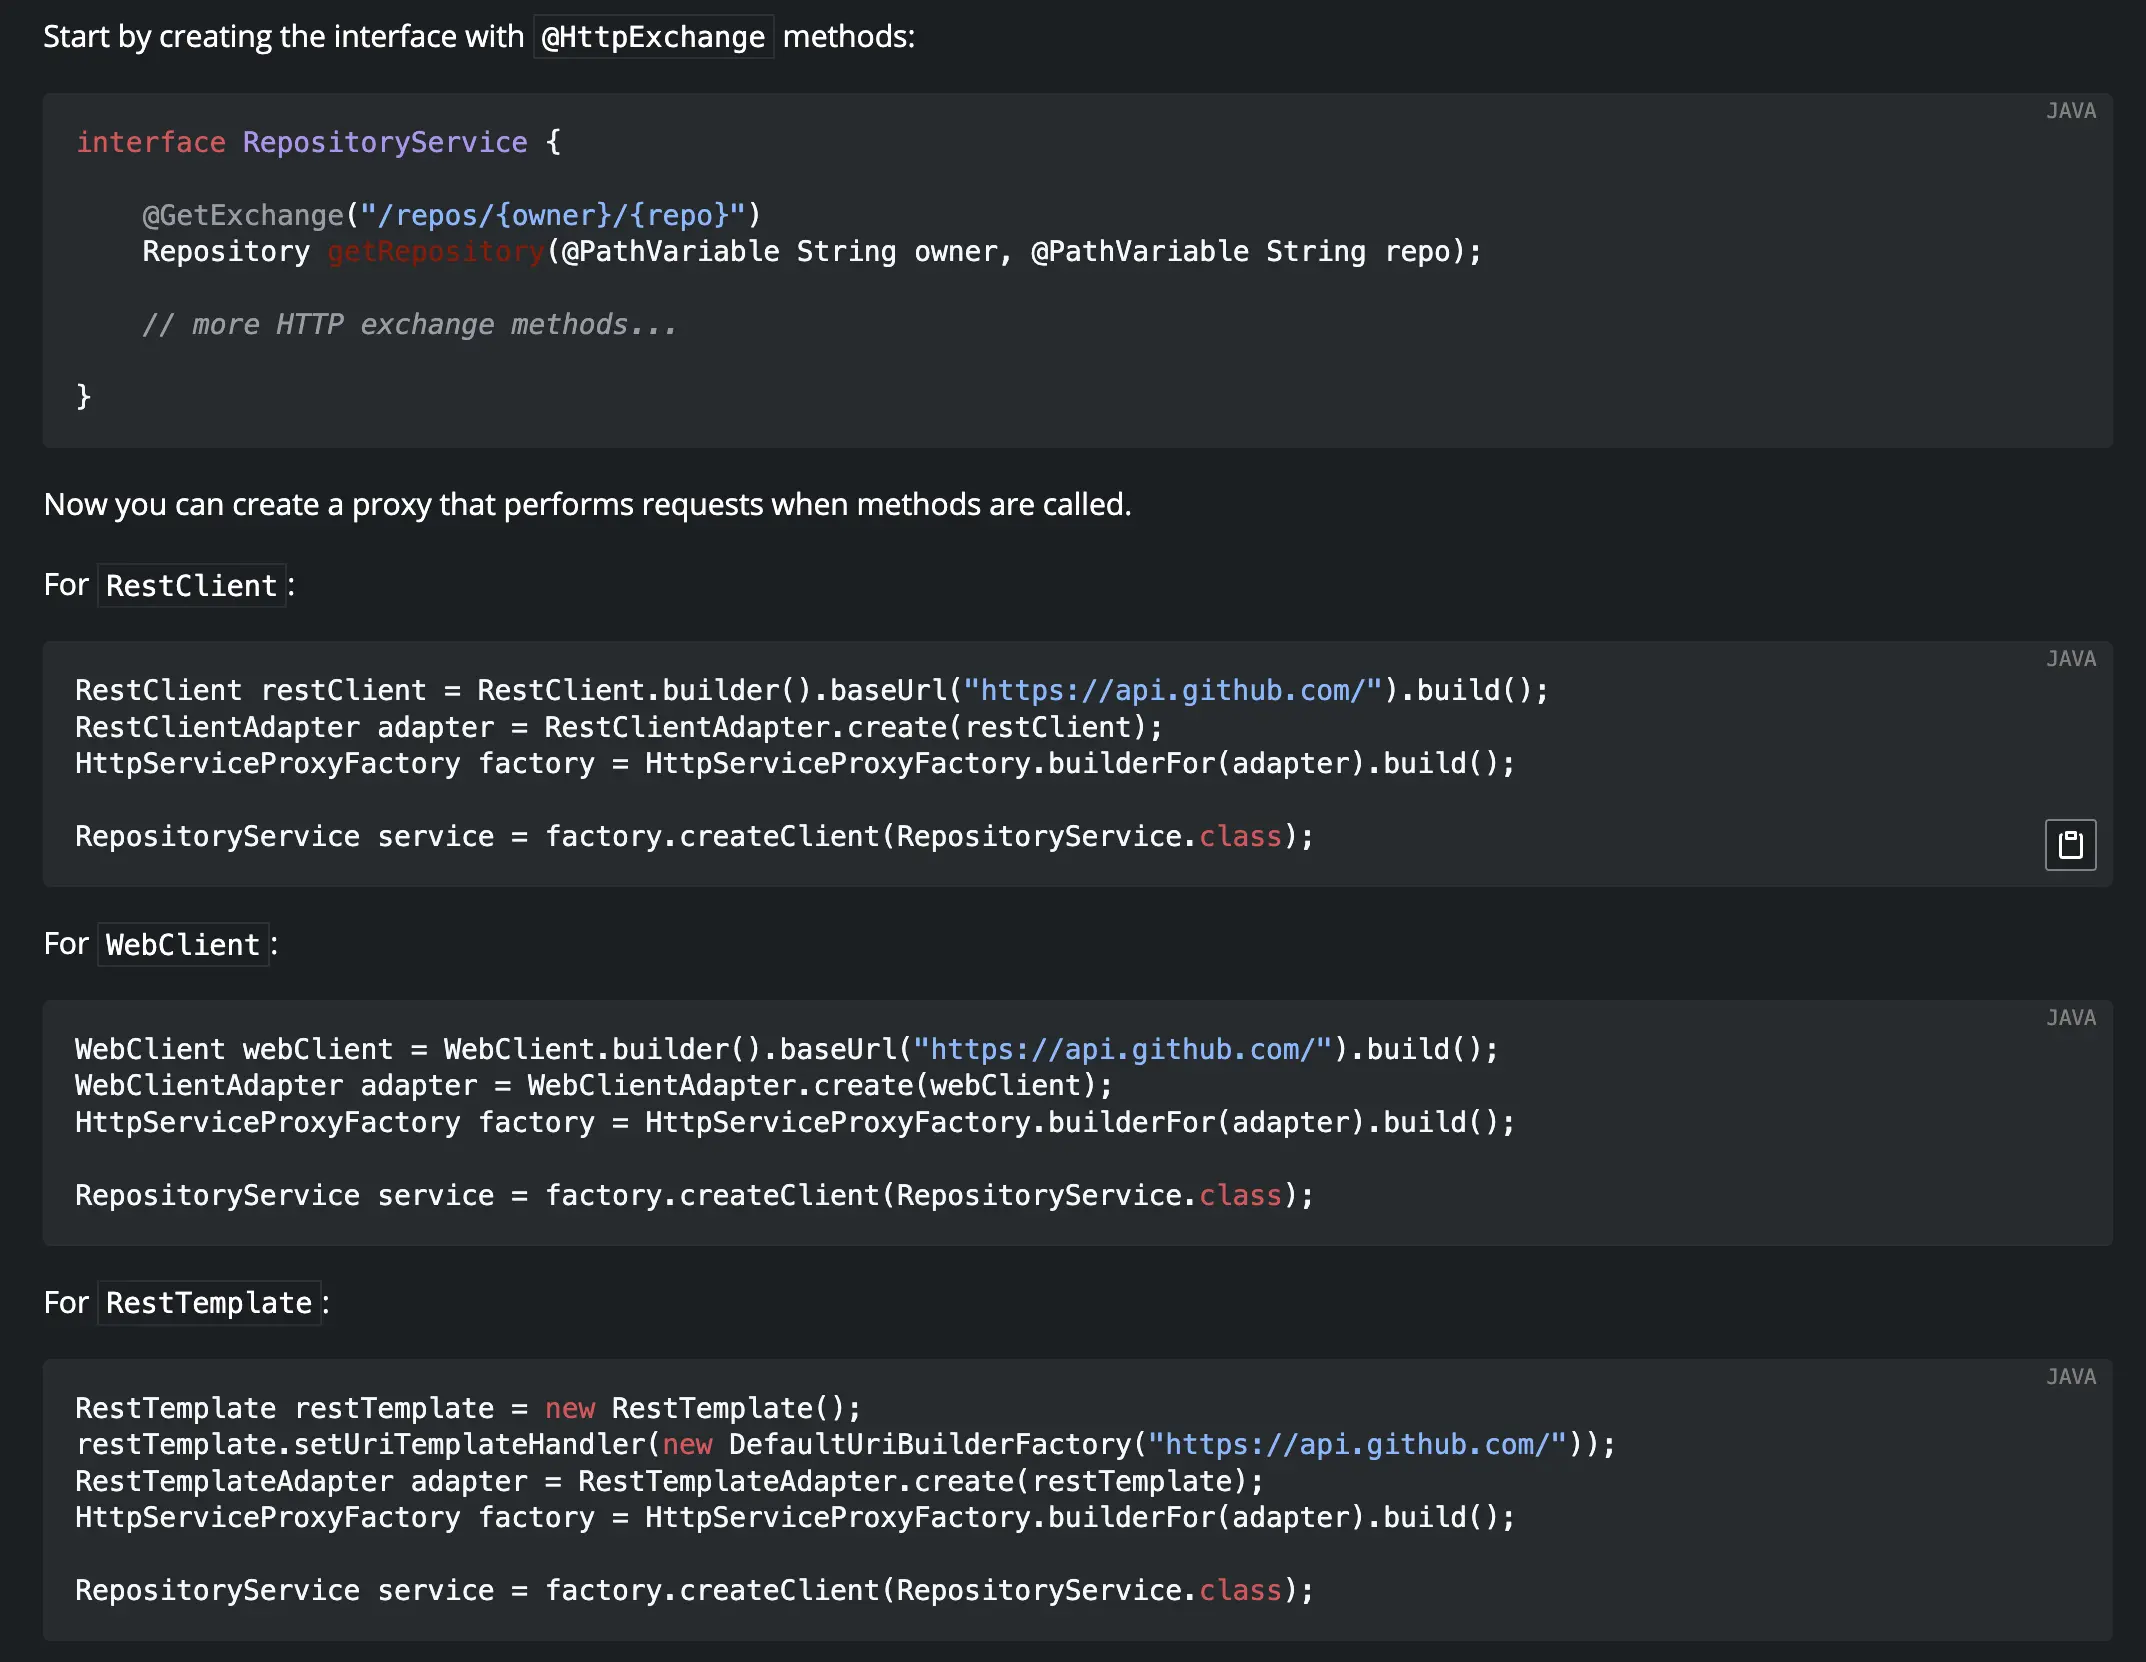 Start by creating the interface with @HttpExchange methods:
JAVA
interface RepositoryService {
@GetExchange("/repos/{owner}/{repo}")
Repository getRepository(@PathVariable String owner, @PathVariable String repo);
// more HTTP exchange methods...
}
Now you can create a proxy that performs requests when methods are called.
For RestClient:
JAVA
RestClient restClient = RestClient.builder().baseUrl("https://api.github.com/").build();
RestClientAdapter adapter = RestClientAdapter.create(restClient);
HttpServiceProxyFactory factory = HttpServiceProxyFactory.builderFor(adapter).build();
RepositoryService service = factory.createClient(RepositoryService.class);
For WebClient:
JAVA
WebClient webClient = WebClient.builder().baseUrl("https://api.github.com/").build();
WebClientAdapter adapter = WebClientAdapter.create(webClient);
HttpServiceProxyFactory factory = HttpServiceProxyFactory.builderFor(adapter).build();
RepositoryService service = factory.createClient(RepositoryService.class);
For RestTemplate:
JAVA
RestTemplate restTemplate = new RestTemplate();
restTemplate.setUriTemplateHandler(new DefaultUriBuilderFactory("https://api.github.com/"));
RestTemplateAdapter adapter = RestTemplateAdapter.create(restTemplate);
HttpServiceProxyFactory factory = HttpServiceProxyFactory.builderFor(adapter).build();
RepositoryService service = factory.createClient(RepositoryService.class);